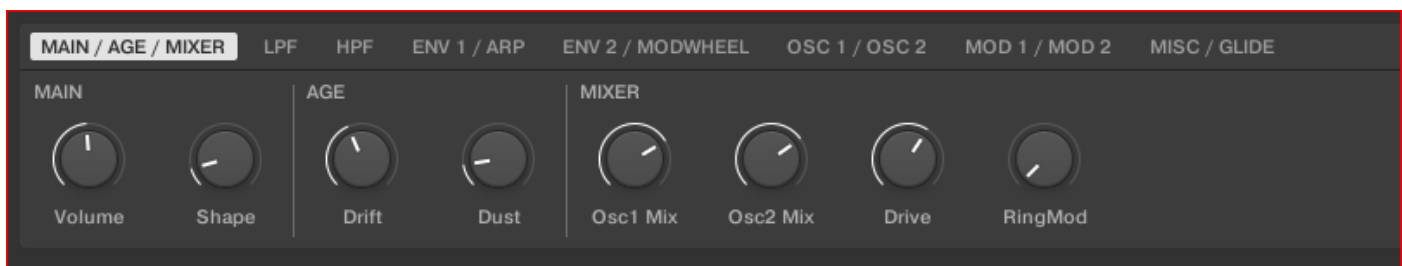 MAIN / AGE / MIXER LPF HPF ENV 1 / ARP ENV 2 / MODWHEEL OSC 1 / OSC 2 MOD 1 / MOD 2 MISC / GLIDE
MAIN AGE MIXER
Volume Shape Drift Dust Osc1 Mix Osc2 Mix Drive RingMod